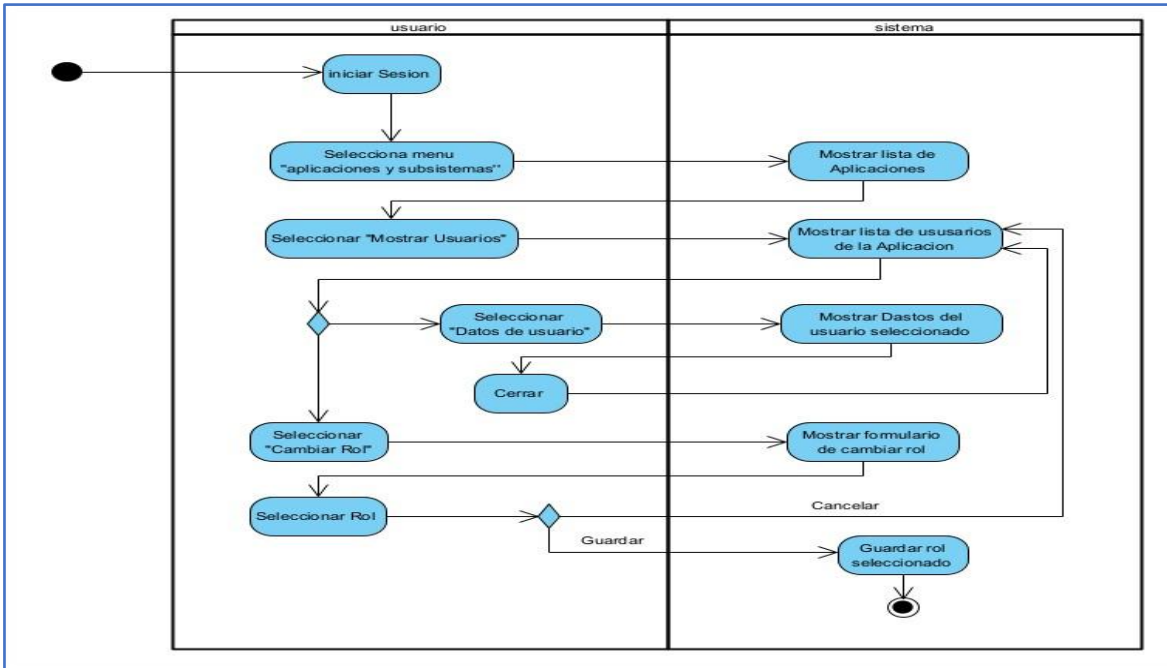 usuario
sistema
iniciar Sesion
Selecciona menu
"aplicaciones y subsistemas''
Mostrar lista de
Aplicaciones
Seleccionar "Mostrar Usuarios"
Mostrar lista de ususarios
de la Aplicacion
Seleccionar
"Datos de usuario"
Mostrar Dastos del
usuario seleccionado
Cerrar
Seleccionar
"Cambiar Rol"
Mostrar formulario
de cambiar rol
Seleccionar Rol
Cancelar
Guardar
Guardar rol
seleccionado